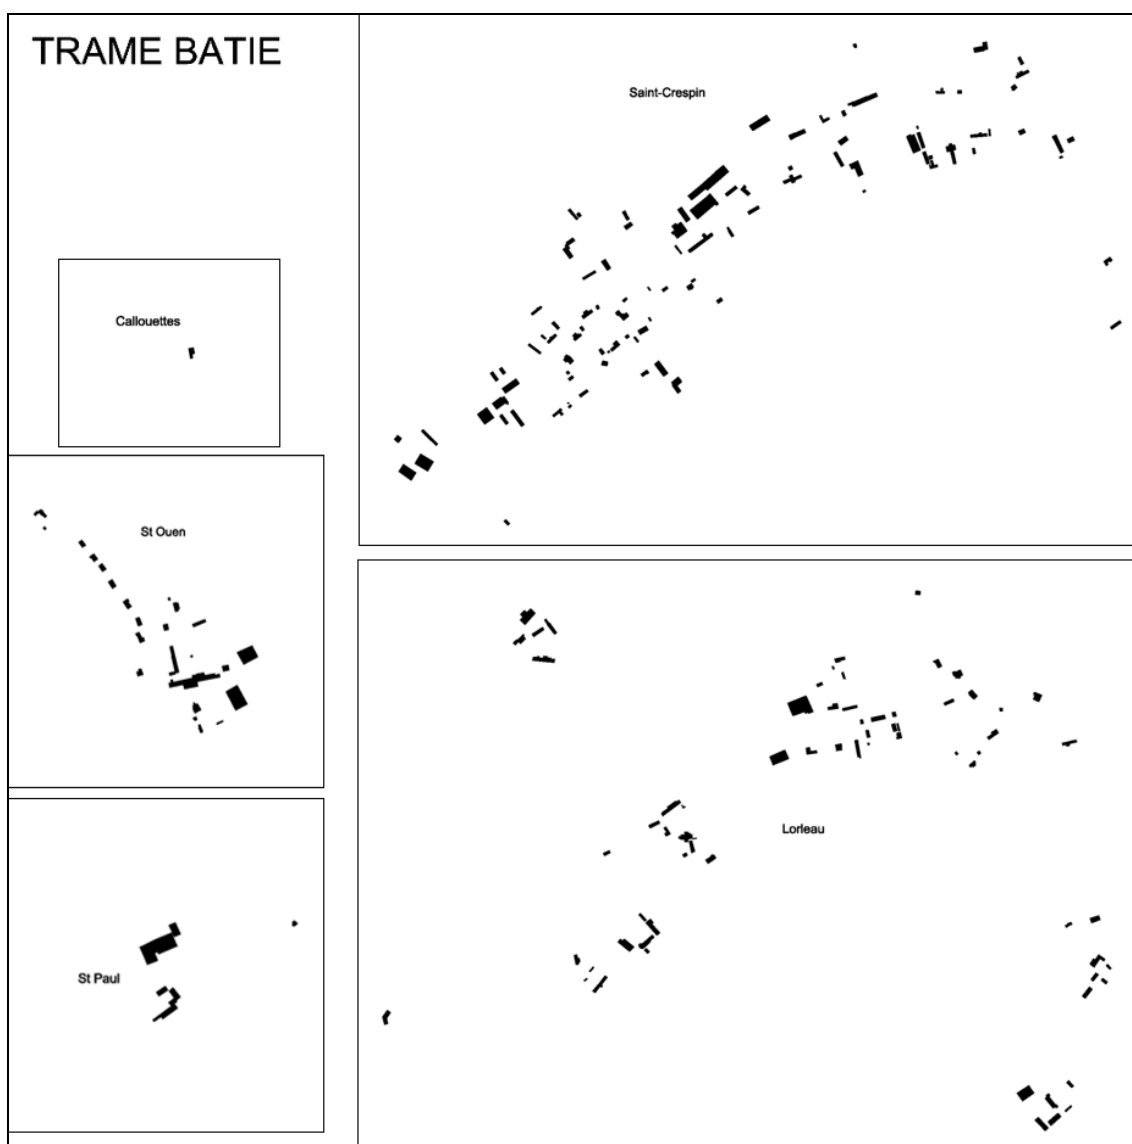 TRAME BATIE
Saint-Crespin
Callouettes
St Ouen
Lorleau
St Paul